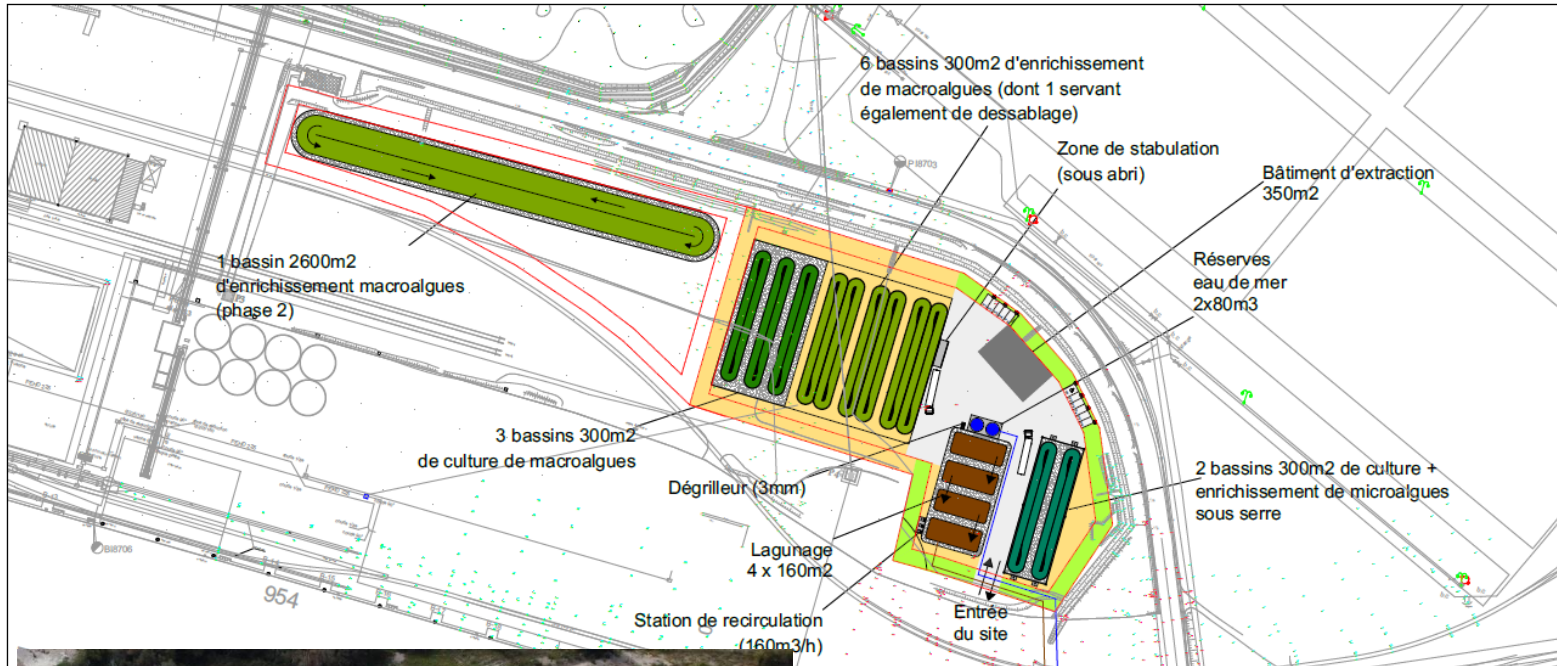 6 bassins 300m2 d'enrichissement
de macroalgues (dont 1 servant
également de dessablage)
Zone de stabulation
(sous abri)
Bâtiment d'extraction
350m2
PI8703
Réserves
eau de mer
2x80m3
1 bassin 2600m2
d'enrichissement macroalgues
(phase 2)
3 bassins 300m2
de culture de macroalgues
Dégrilleur (3mm)
2 bassins 300m2 de culture +
enrichissement de microalgues
sous serre
BI8706
Lagunage
4 x 160m2
954
Station de recirculation
(160m3/h)
Entrée
du site